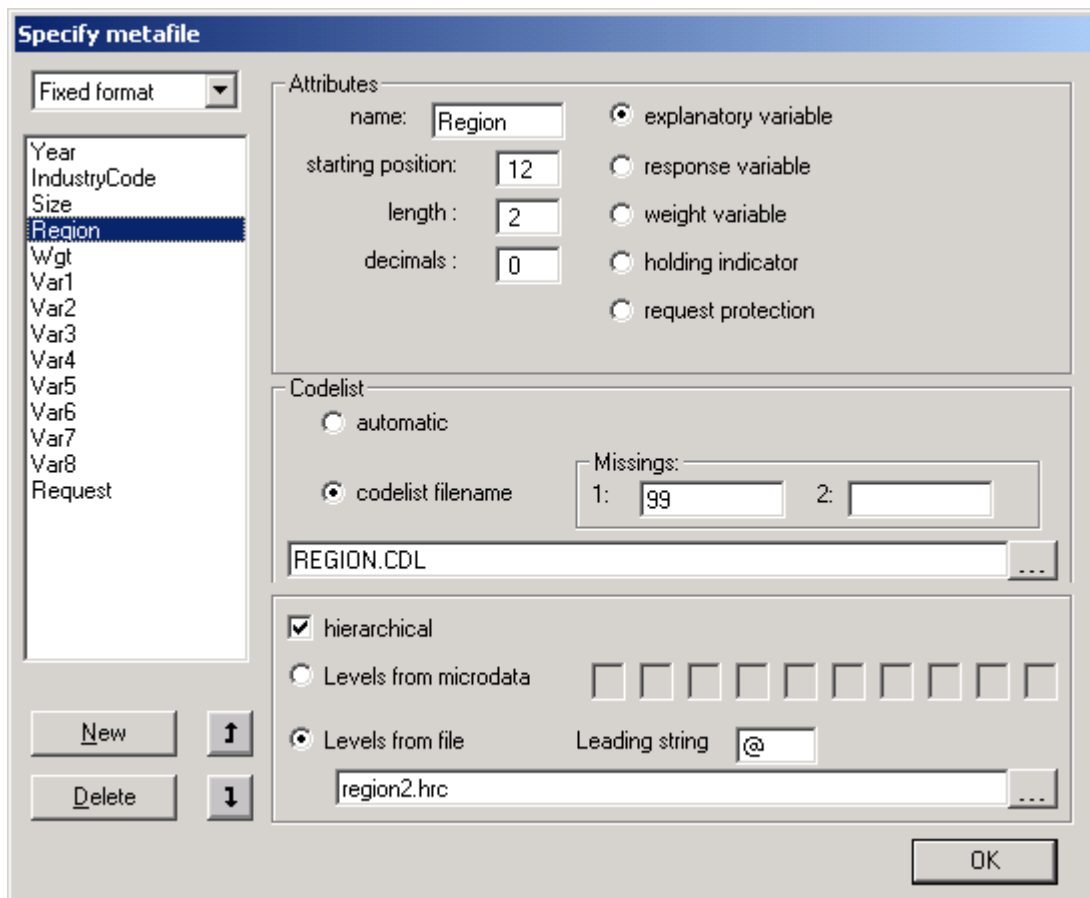 Specify metafile
Fixed format
Year
IndustryCode
Size
Region
Wgt
Var1
Var2
Var3
Var4
Var5
Var6
Var7
Var8
Request
New
Delete
Attributes
name: Region
starting position: 12
length : 2
decimals : 0
explanatory variable
response variable
weight variable
holding indicator
request protection
Codelist
automatic
codelist filename
Missings:
1: 99 2:
REGION.CDL ...
hierarchical
Levels from microdata
Levels from file Leading string @
region2.hrc ...
OK